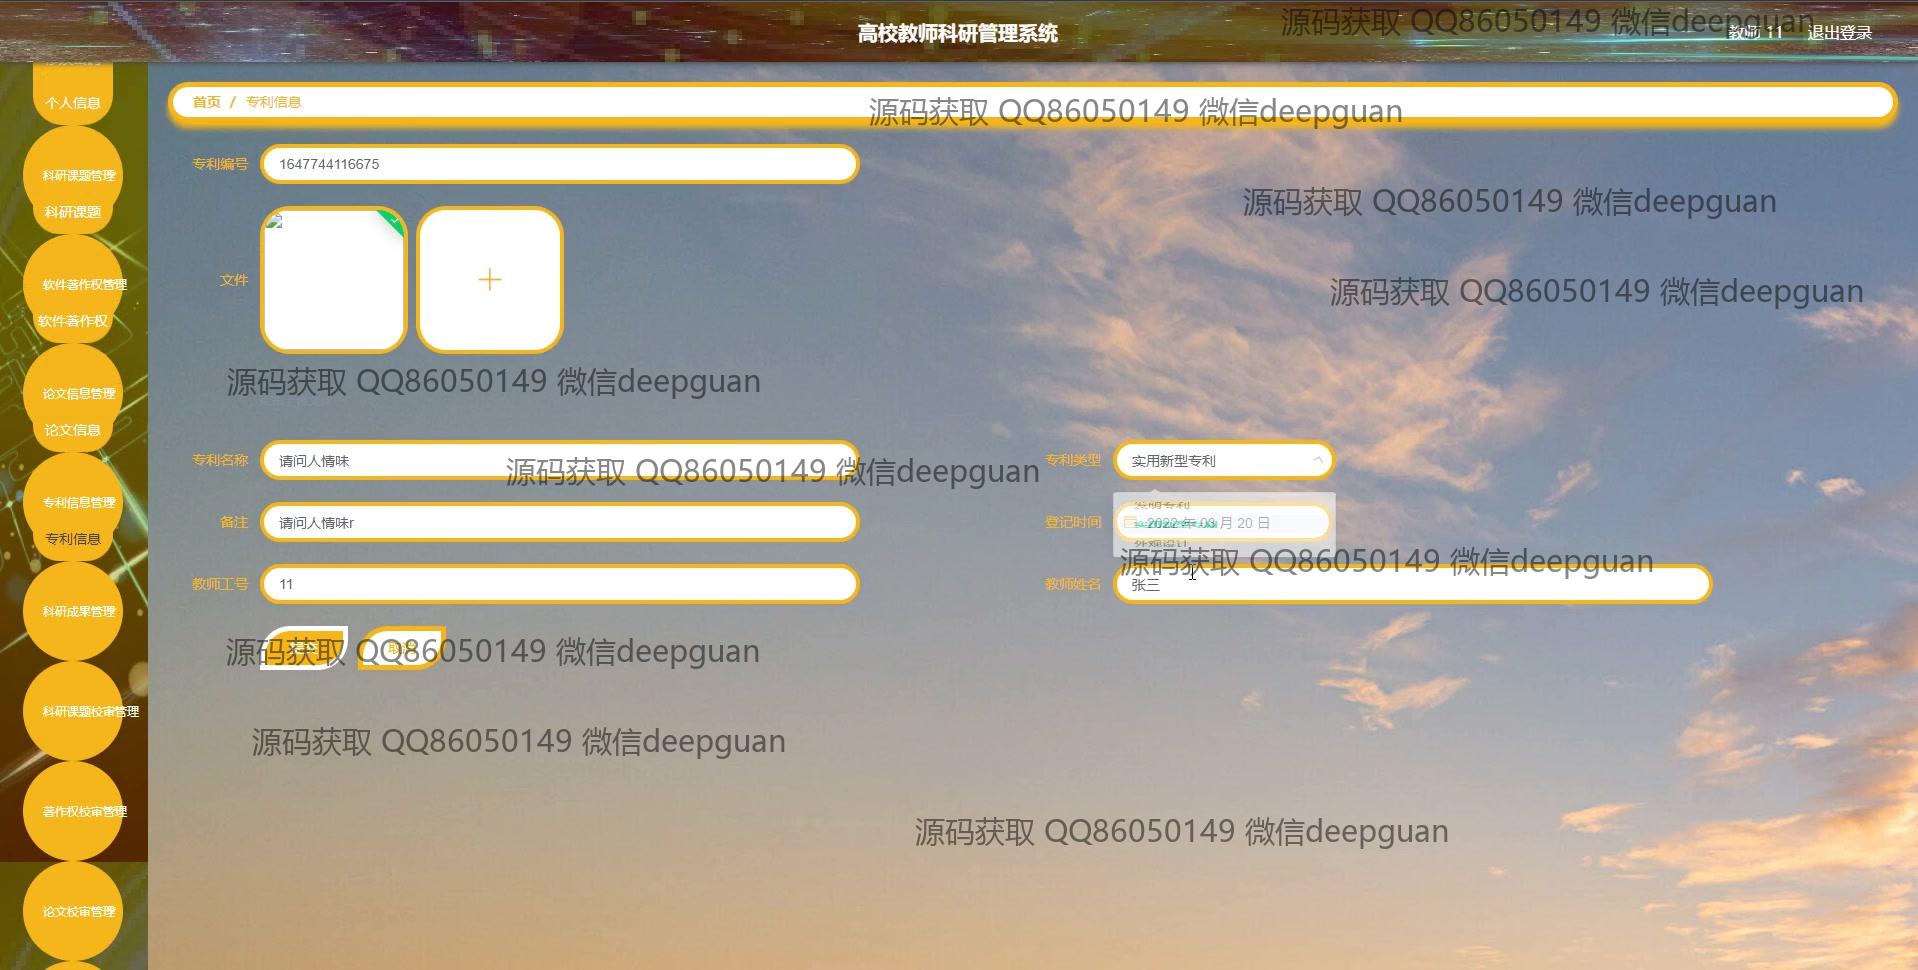 高校教师科研管理系统
源码获取 QQ86050149 微信deepguan
教师 11
退出登录
个人信息
首页 / 专利信息
源码获取 QQ86050149 微信deepguan
专利编号
1647744116675
科研课题管理
科研课题
源码获取 QQ86050149 微信deepguan
文件
软件著作权管理
软件著作权
源码获取 QQ86050149 微信deepguan
源码获取 QQ86050149 微信deepguan
论文信息管理
论文信息
专利名称
请问人情味
专利类型
实用新型专利
源码获取 QQ86050149 微信deepguan
专利信息管理
专利信息
发明专利
备注
请问人情味r
登记时间
2022 年 03 月 20 日
外观设计
源码获取 QQ86050149 微信deepguan
教师工号
11
教师姓名
张三
科研成果管理
取消
源码获取 QQ86050149 微信deepguan
科研课题校审管理
源码获取 QQ86050149 微信deepguan
著作权校审管理
源码获取 QQ86050149 微信deepguan
论文校审管理